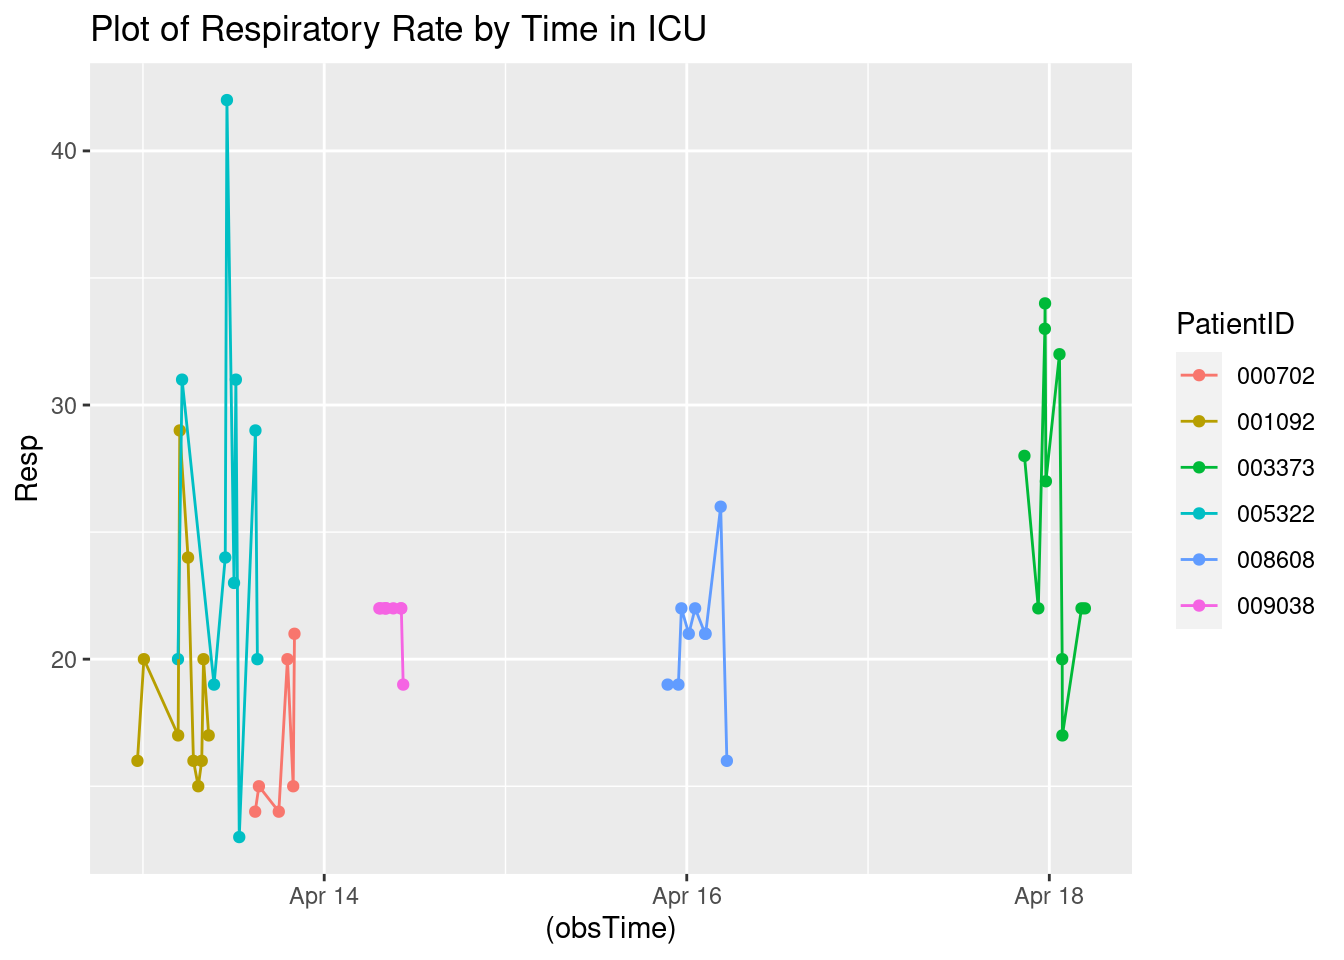 Plot of Respiratory Rate by Time in ICU
Resp
40
30
20
Apr 14
Apr 16
Apr 18
(obsTime)
PatientID
000702
001092
003373
005322
008608
009038